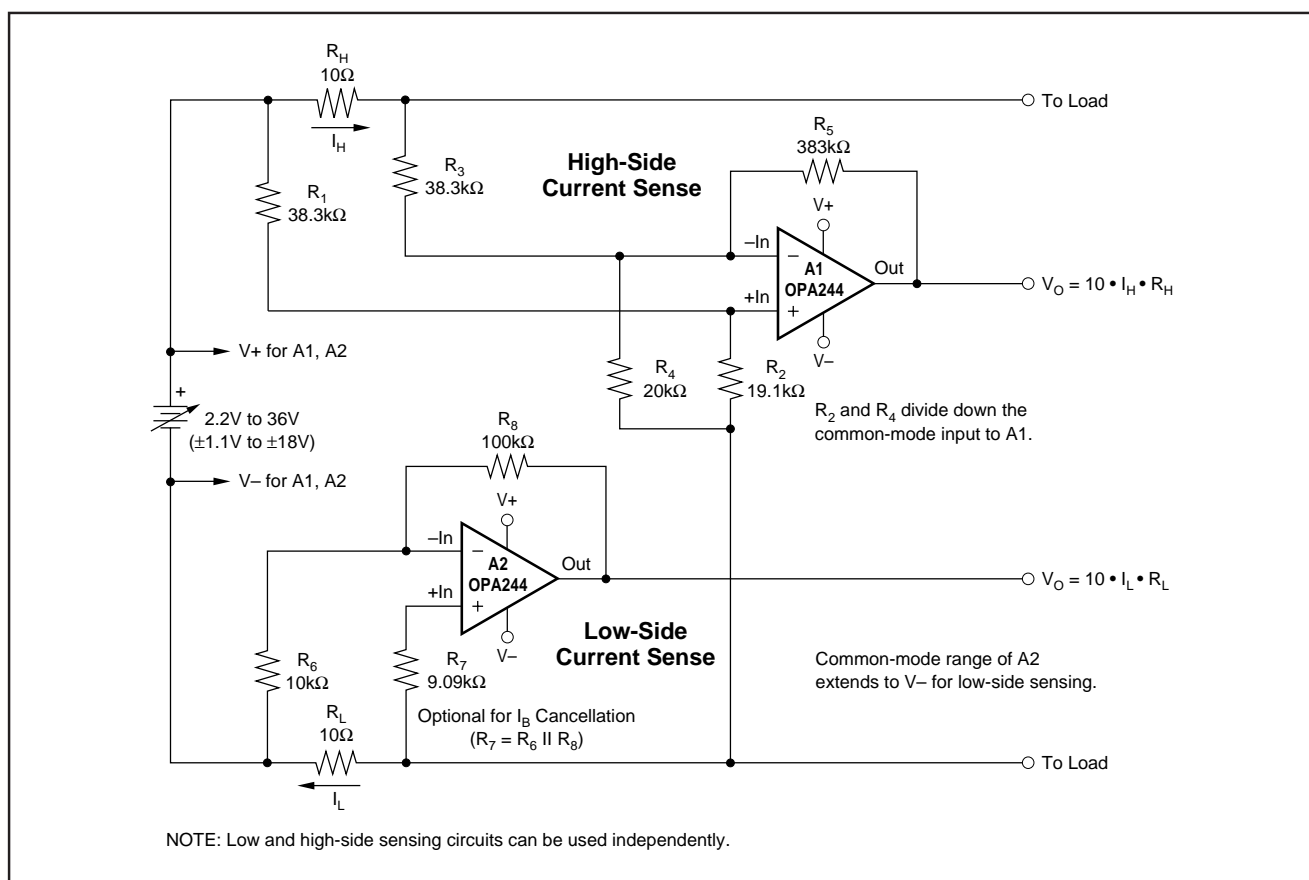 R_H
10Ω
I_H
To Load
R_5
383kΩ
High-Side
Current Sense
R_3
38.3kΩ
R_1
38.3kΩ
V+
–In
−
A1
OPA244
Out
+In
+
V–
V_O = 10 • I_H • R_H
V+ for A1, A2
R_4
20kΩ
R_2
19.1kΩ
R_2 and R_4 divide down the
common-mode input to A1.
+
2.2V to 36V
(±1.1V to ±18V)
V– for A1, A2
R_8
100kΩ
V+
–In
−
A2
OPA244
Out
+In
+
V–
V_O = 10 • I_L • R_L
Low-Side
Current Sense
R_6
10kΩ
R_7
9.09kΩ
Common-mode range of A2
extends to V– for low-side sensing.
Optional for I_B Cancellation
(R_7 = R_6 II R_8)
R_L
10Ω
I_L
To Load
NOTE: Low and high-side sensing circuits can be used independently.